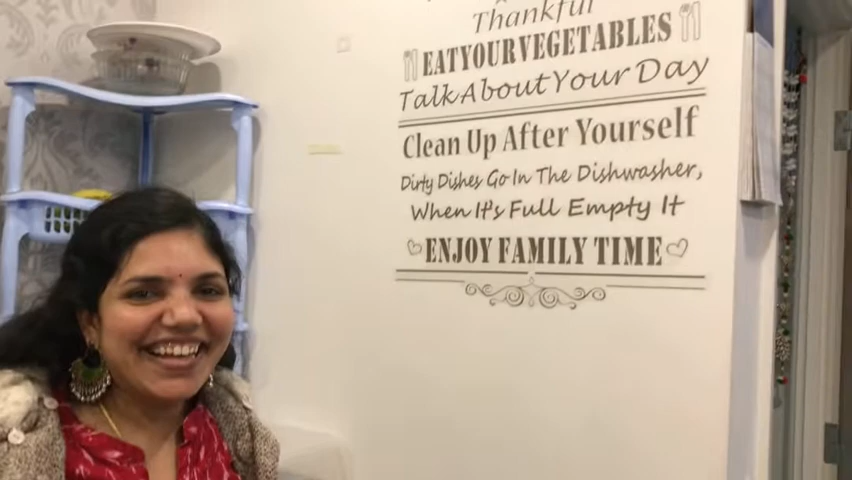 Thankful
EATYOURVEGETABLES
Talk About Your Day
Clean Up After Yourself
Dirty Dishes Go In The Dishwasher,
When It's Full Empty It
ENJOY FAMILY TIME